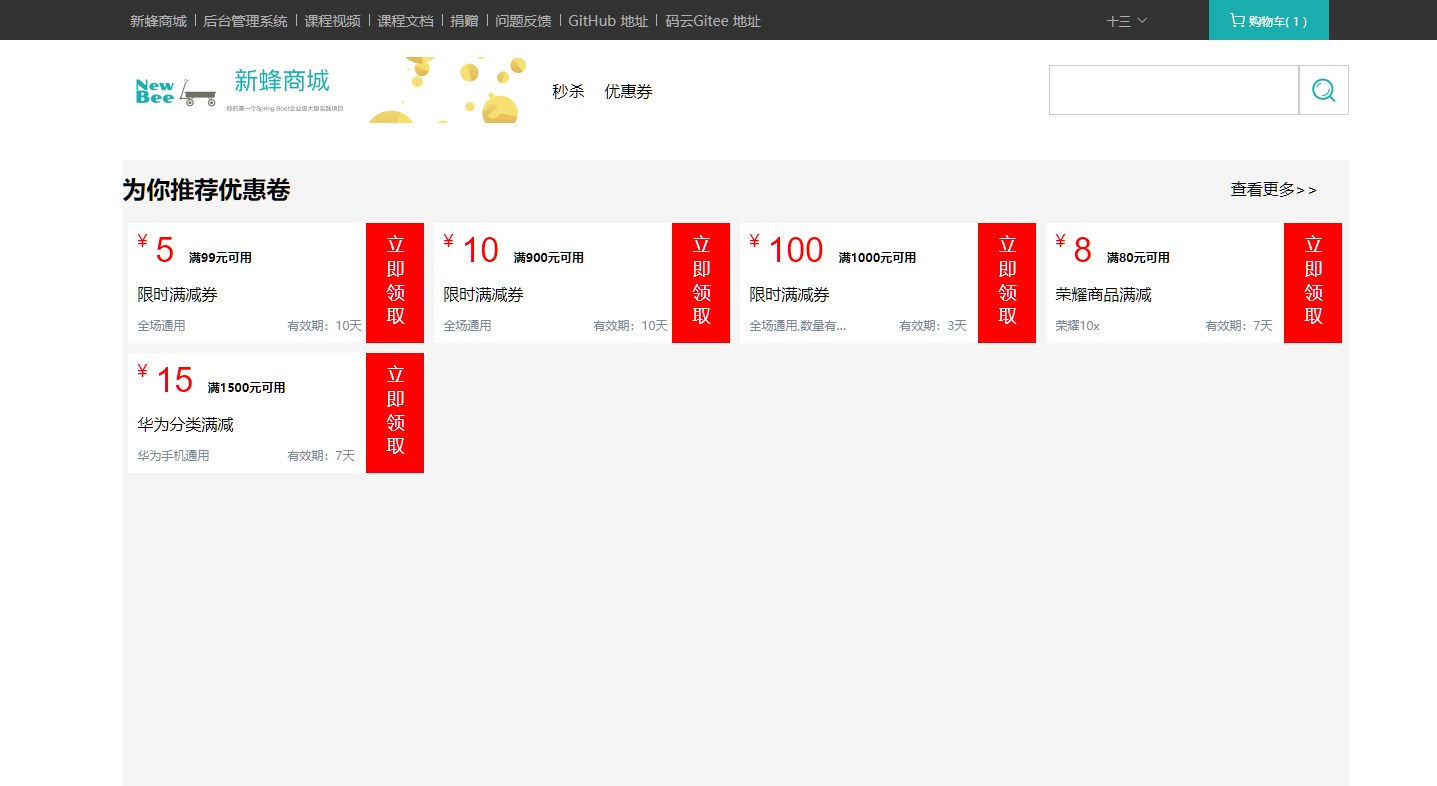 新蜂商城 后台管理系统 课程视频 课程文档 捐赠 问题反馈 GitHub 地址 码云Gitee 地址 十三 购物车( 1 )
New Bee 新蜂商城 秒杀 优惠券
你的第一个Spring Boot企业级大型实践项目
为你推荐优惠卷 查看更多>>
¥ 5 满99元可用
限时满减券
全场通用 有效期：10天
立即领取
¥ 10 满900元可用
限时满减券
全场通用 有效期：10天
立即领取
¥ 100 满1000元可用
限时满减券
全场通用,数量有... 有效期：3天
立即领取
¥ 8 满80元可用
荣耀商品满减
荣耀10x 有效期：7天
立即领取
¥ 15 满1500元可用
华为分类满减
华为手机通用 有效期：7天
立即领取